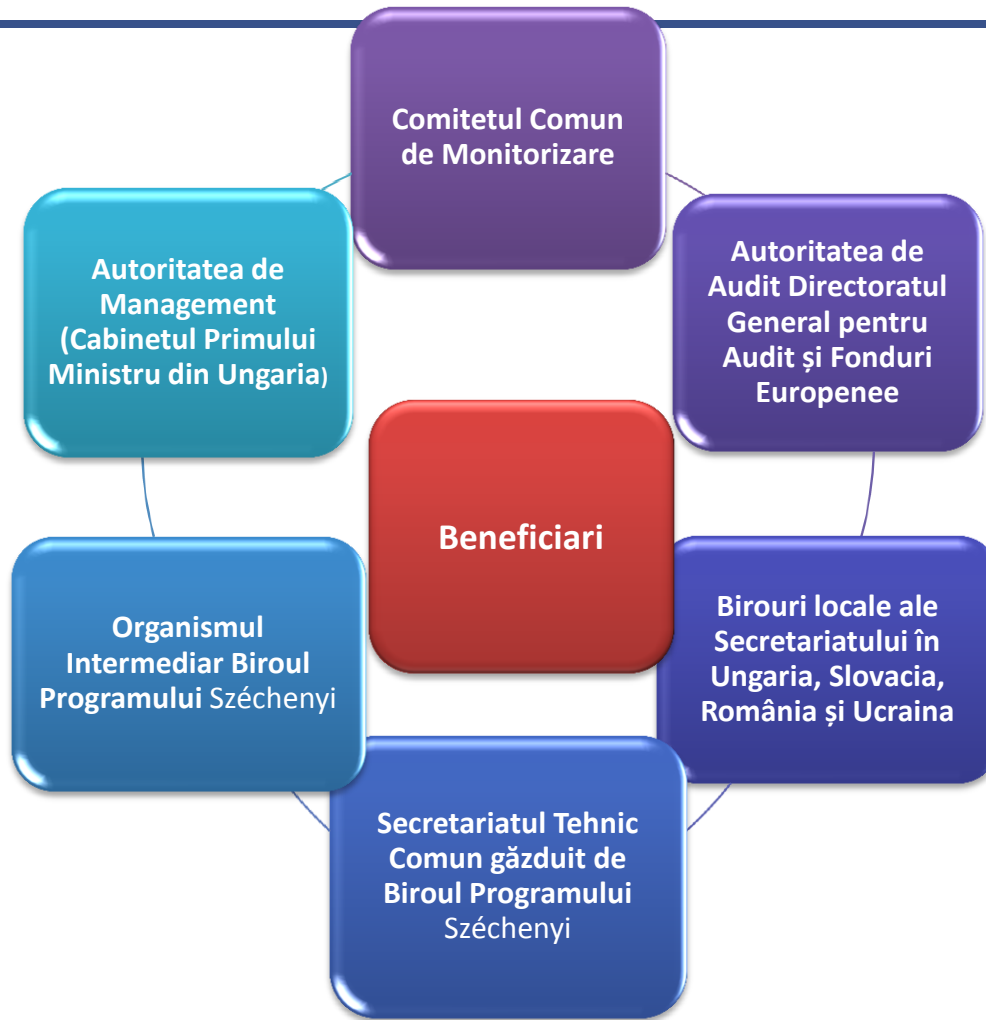 Comitetul Comun
de Monitorizare
Autoritatea de
Audit Directoratul
General pentru
Audit și Fonduri
Europenee
Birouri locale ale
Secretariatului în
Ungaria, Slovacia,
România și Ucraina
Secretariatul Tehnic
Comun găzduit de
Biroul Programului
Széchenyi
Organismul
Intermediar Biroul
Programului Széchenyi
Autoritatea de
Management
(Cabinetul Primului
Ministru din Ungaria)
Beneficiari